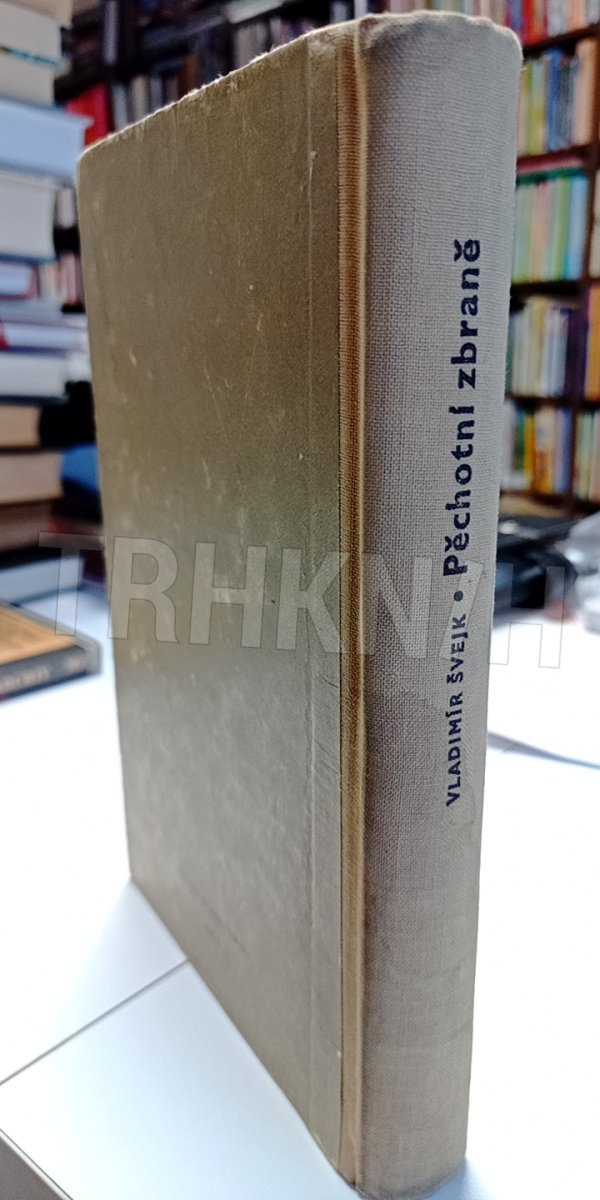 VLADIMÍR ŠVEJK • Pěchotní zbraně
TRHKNIH